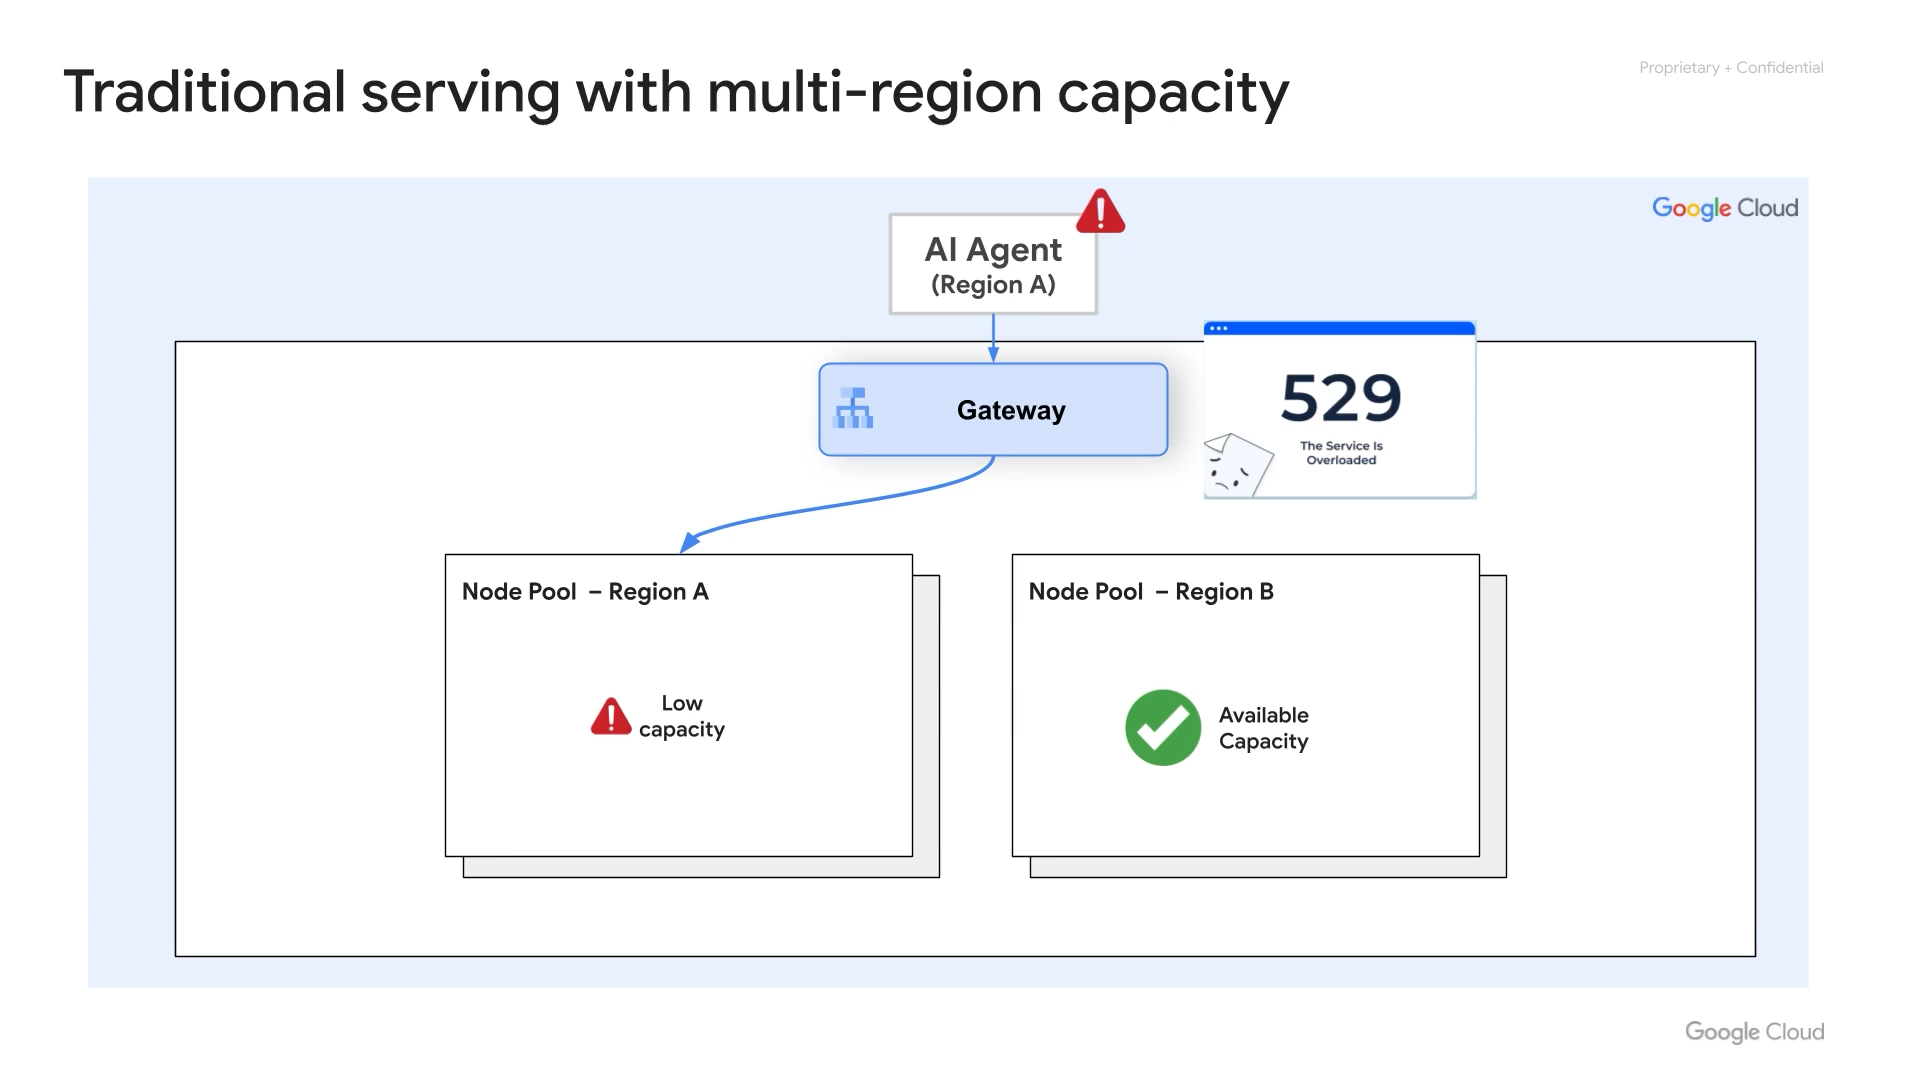 Traditional serving with multi-region capacity
Proprietary + Confidential
Google Cloud
AI Agent
(Region A)
Gateway
529
The Service Is
Overloaded
Node Pool – Region A
Low
capacity
Node Pool – Region B
Available
Capacity
Google Cloud